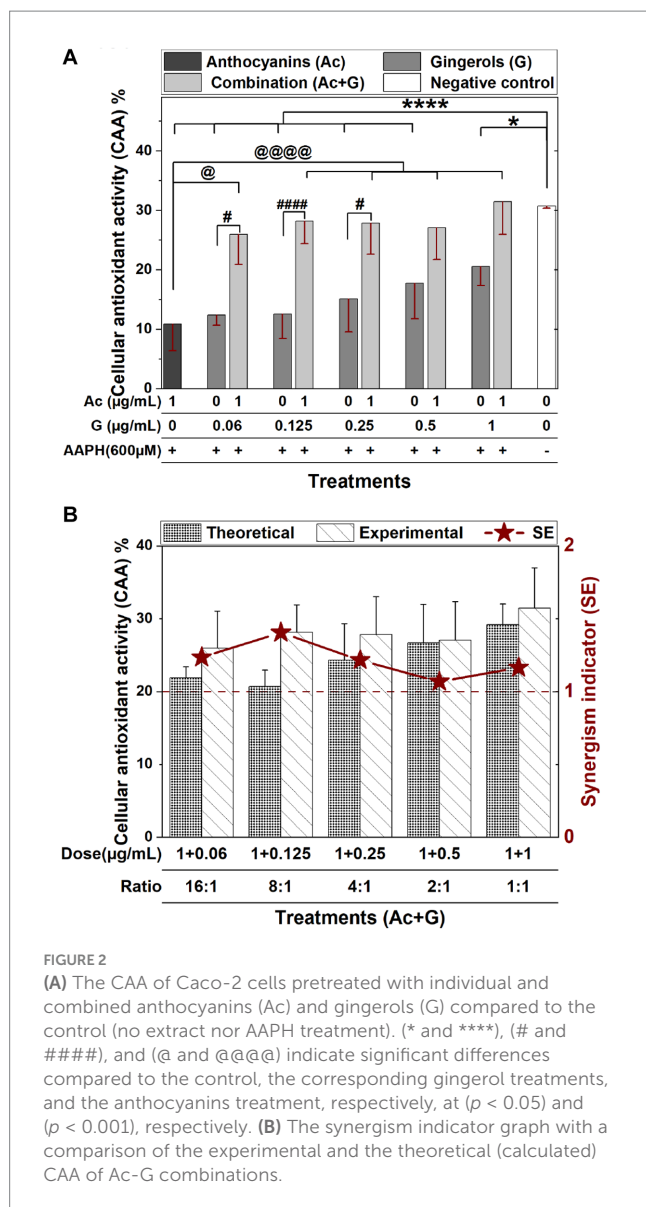 A
Anthocyanins (Ac) Gingerols (G)
Combination (Ac+G) Negative control
Cellular antioxidant activity (CAA) %
40
30
20
10
0
****
*
@@@@
@
#
####
#
Ac (µg/mL) 1 0 1 0 1 0 1 0 1 0 1 0
G (µg/mL) 0 0.06 0.125 0.25 0.5 1 0
AAPH(600µM) + + + + + + + + + + + -
Treatments
B
Theoretical Experimental SE
Cellular antioxidant activity (CAA) %
40
30
20
10
0
2
1
0
Synergism indicator (SE)
Dose(µg/mL) 1+0.06 1+0.125 1+0.25 1+0.5 1+1
Ratio 16:1 8:1 4:1 2:1 1:1
Treatments (Ac+G)
FIGURE 2
(A) The CAA of Caco-2 cells pretreated with individual and
combined anthocyanins (Ac) and gingerols (G) compared to the
control (no extract nor AAPH treatment). (* and ****), (# and
####), and (@ and @@@@) indicate significant differences
compared to the control, the corresponding gingerol treatments,
and the anthocyanins treatment, respectively, at (p < 0.05) and
(p < 0.001), respectively. (B) The synergism indicator graph with a
comparison of the experimental and the theoretical (calculated)
CAA of Ac-G combinations.